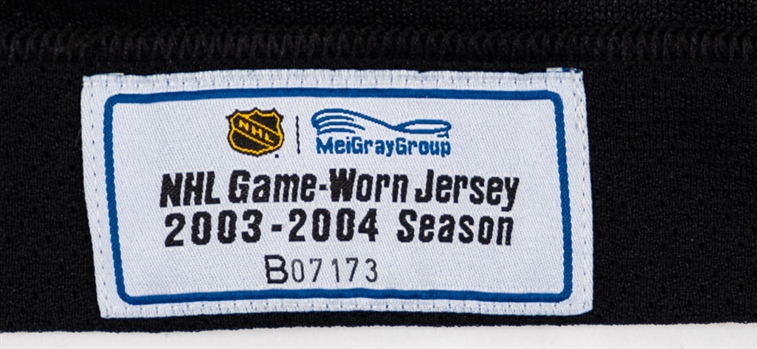 NHL
MeiGrayGroup
NHL Game-Worn Jersey
2003-2004 Season
B07173